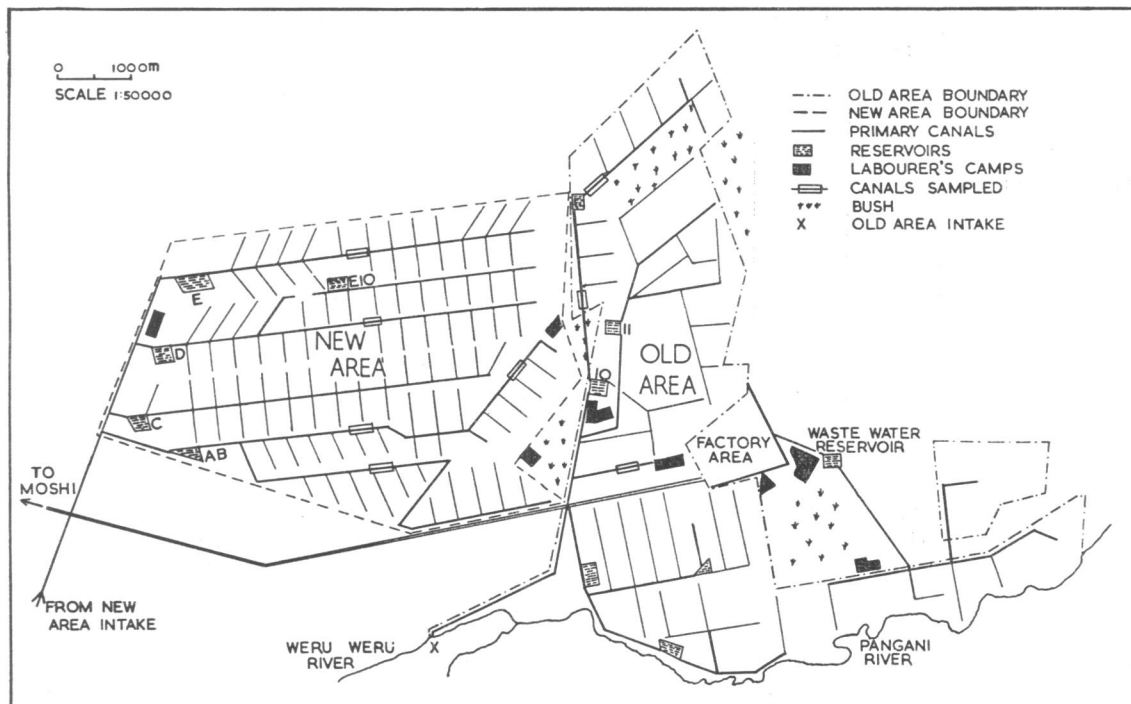 0 1000m
SCALE 1:50000
OLD AREA BOUNDARY
NEW AREA BOUNDARY
PRIMARY CANALS
RESERVOIRS
LABOURER'S CAMPS
CANALS SAMPLED
BUSH
X OLD AREA INTAKE
E
E10
D
NEW
AREA
11
OLD
AREA
10
C
AB
FACTORY
AREA
WASTE WATER
RESERVOIR
TO
MOSHI
FROM NEW
AREA INTAKE
WERU WERU
RIVER
X
PANGANI
RIVER